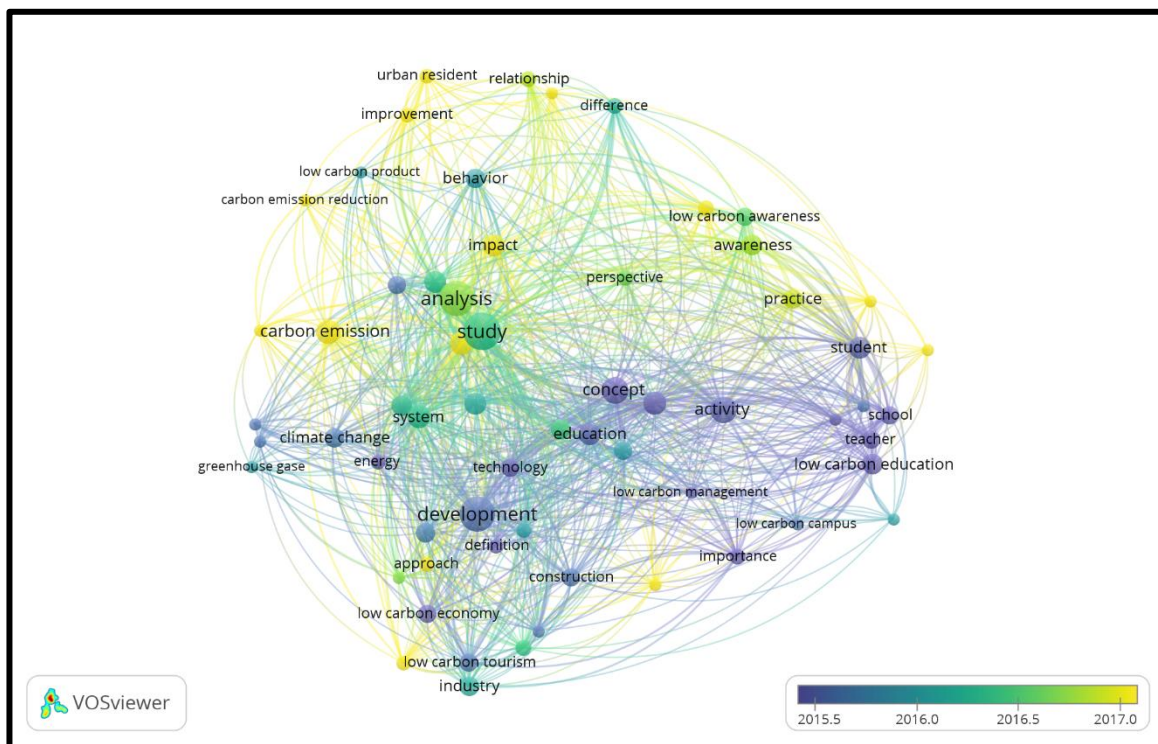 urban resident
relationship
improvement
difference
low carbon product
behavior
carbon emission reduction
low carbon awareness
impact
awareness
perspective
analysis
practice
carbon emission
study
student
concept
activity
school
system
education
climate change
teacher
energy
technology
low carbon education
greenhouse gase
low carbon management
development
low carbon campus
definition
importance
approach
construction
low carbon economy
low carbon tourism
industry
VOSviewer
2015.5 2016.0 2016.5 2017.0